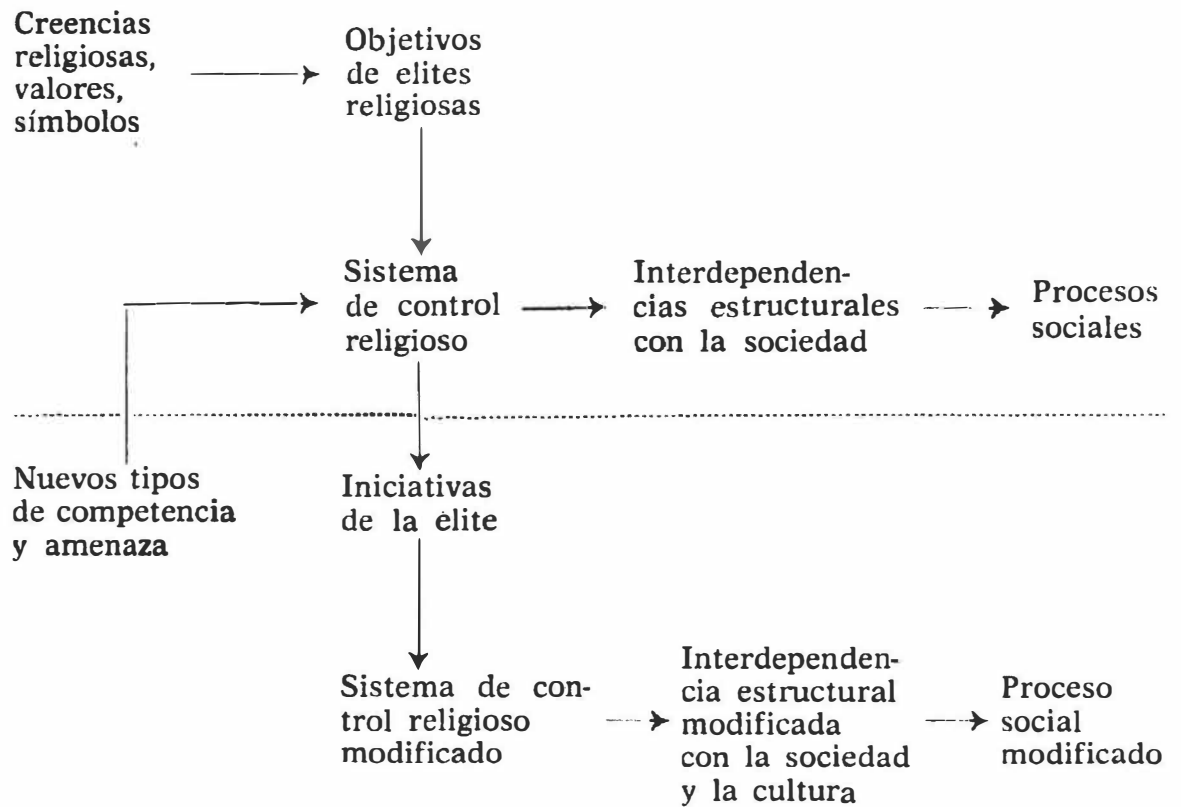 Creencias
religiosas,
valores,
símbolos
Objetivos
de elites
religiosas
Sistema
de control
religioso
Interdependen-
cias estructurales
con la sociedad
Procesos
sociales
Nuevos tipos
de competencia
y amenaza
Iniciativas
de la élite
Sistema de con-
trol religioso
modificado
Interdependen-
cia estructural
modificada
con la sociedad
y la cultura
Proceso
social
modificado